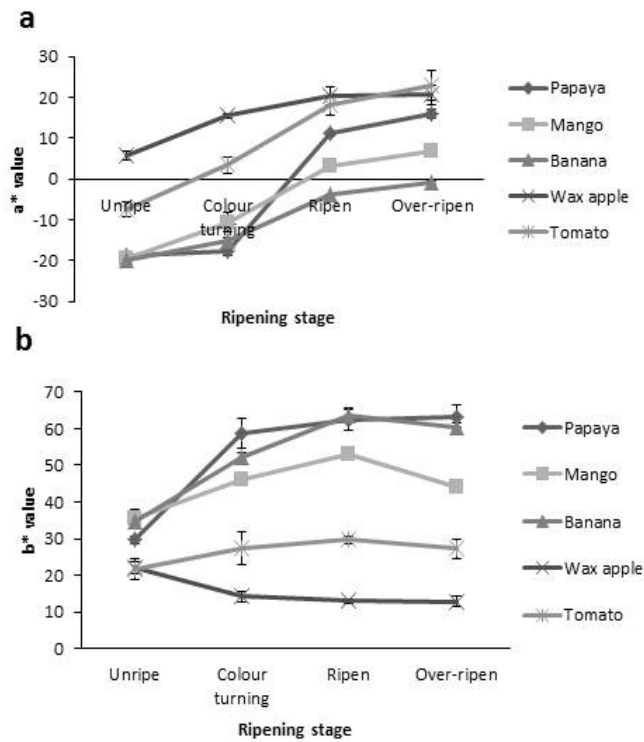 a
30
20
10
0
-10
-20
-30
a* value
Unripe
Colour
turning
Ripen
Over-ripen
Ripening stage
Papaya
Mango
Banana
Wax apple
Tomato
b
70
60
50
40
30
20
10
0
b* value
Unripe
Colour
turning
Ripen
Over-ripen
Ripening stage
Papaya
Mango
Banana
Wax apple
Tomato